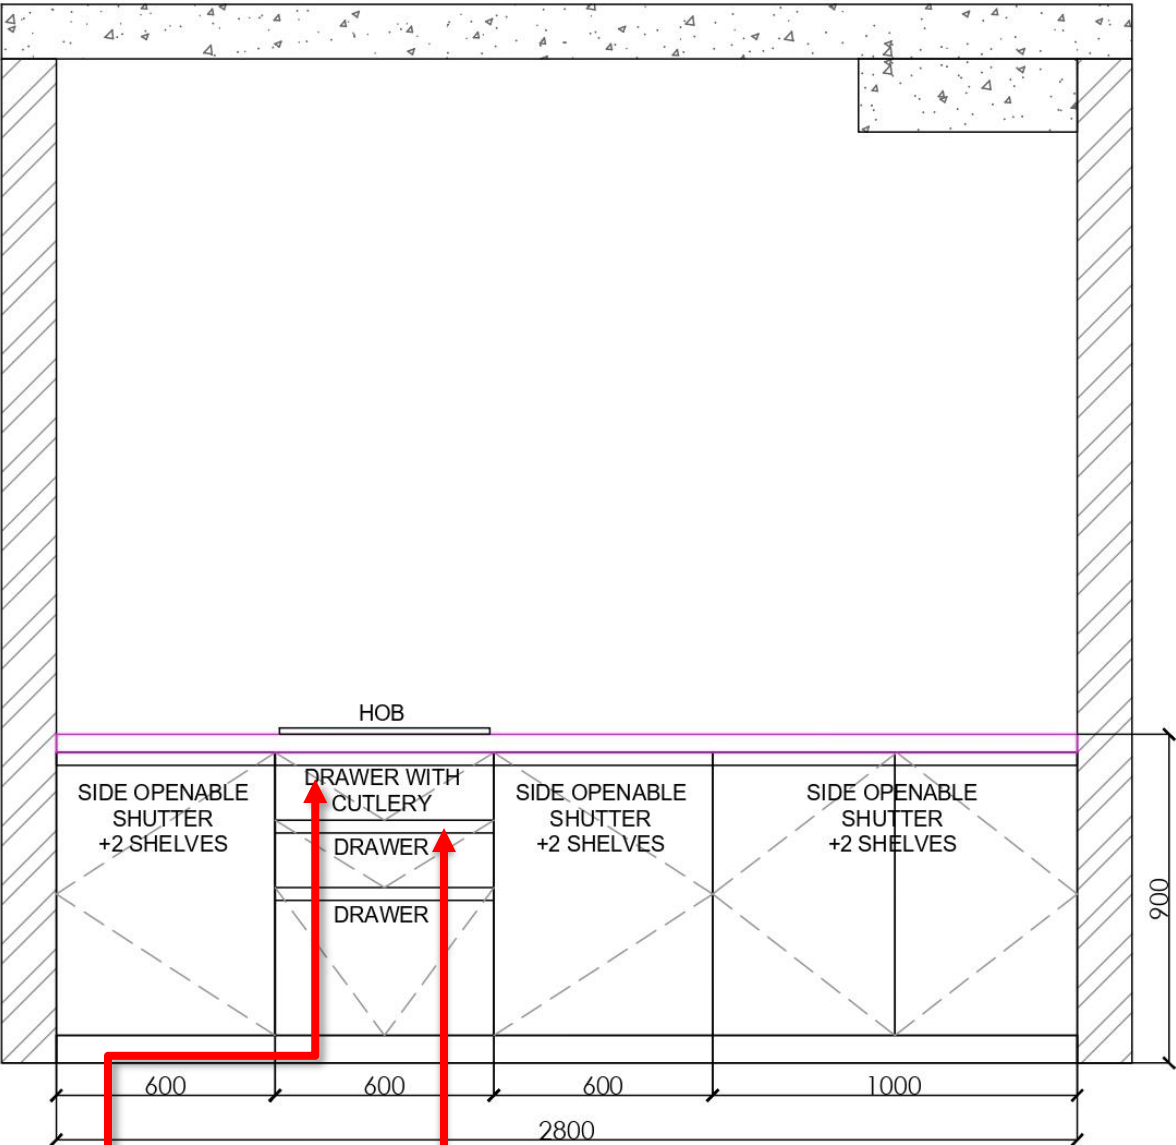 HOB
SIDE OPENABLE
SHUTTER
+2 SHELVES
DRAWER WITH
CUTLERY
DRAWER
DRAWER
SIDE OPENABLE
SHUTTER
+2 SHELVES
SIDE OPENABLE
SHUTTER
+2 SHELVES
900
600
600
600
1000
2800